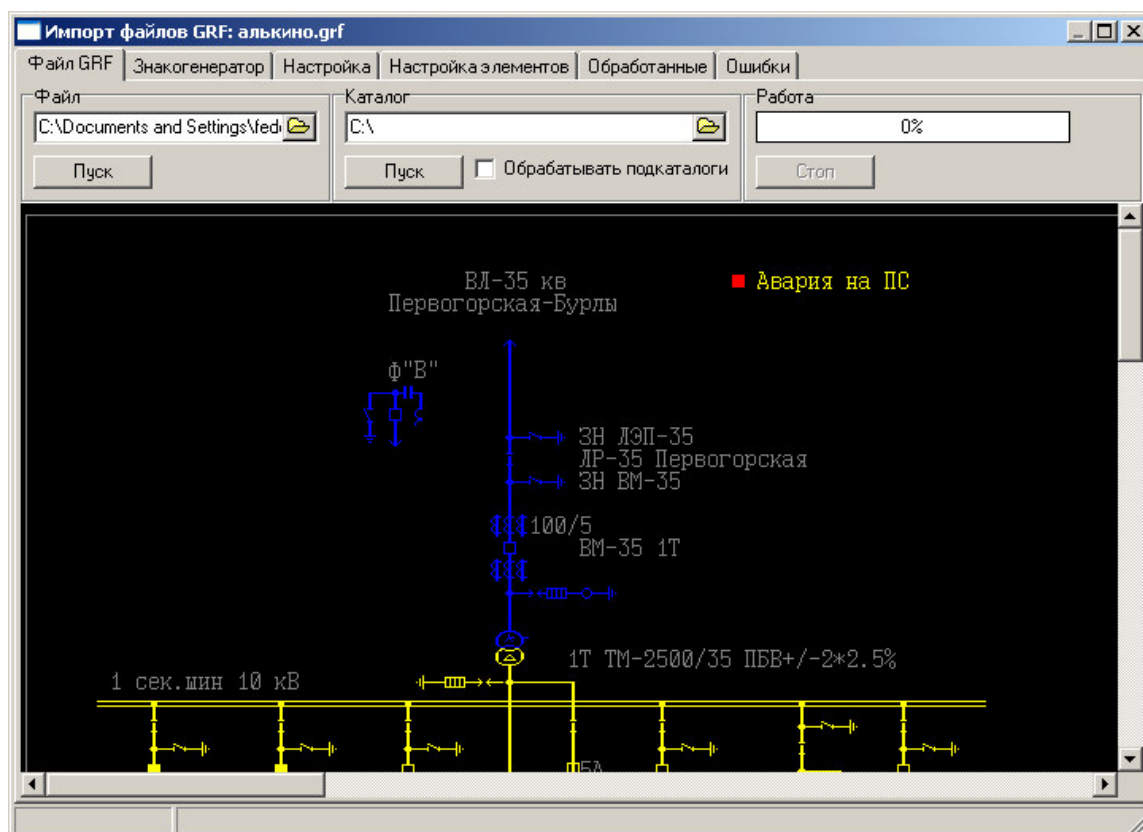 Импорт файлов GRF: алькино.grf
Файл GRF Знакогенератор Настройка Настройка элементов Обработанные Ошибки
Файл Каталог Работа
C:\Documents and Settings\fed C:\ 0%
Пуск Пуск Обрабатывать подкаталоги Стоп
ВЛ-35 кв
Авария на ПС
Первогорская-Бурлы
Ф"В"
ЗН ЛЭП-35
ЛР-35 Первогорская
ЗН ВМ-35
100/5
ВМ-35 1Т
1Т ТМ-2500/35 ПБВ+/-2*2.5%
1 сек.шин 10 кВ
5А